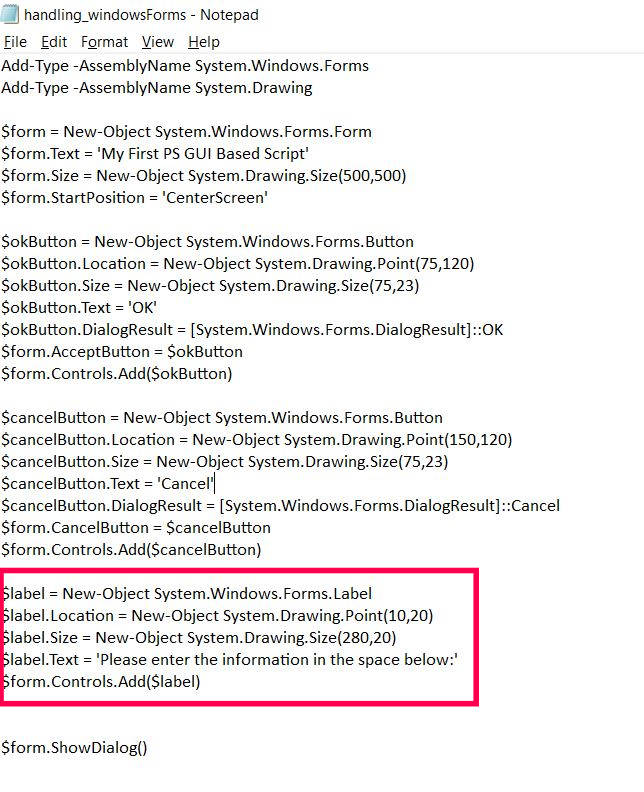 handling_windowsForms - Notepad
File Edit Format View Help
Add-Type -AssemblyName System.Windows.Forms
Add-Type -AssemblyName System.Drawing
$form = New-Object System.Windows.Forms.Form
$form.Text = 'My First PS GUI Based Script'
$form.Size = New-Object System.Drawing.Size(500,500)
$form.StartPosition = 'CenterScreen'
$okButton = New-Object System.Windows.Forms.Button
$okButton.Location = New-Object System.Drawing.Point(75,120)
$okButton.Size = New-Object System.Drawing.Size(75,23)
$okButton.Text = 'OK'
$okButton.DialogResult = [System.Windows.Forms.DialogResult]::OK
$form.AcceptButton = $okButton
$form.Controls.Add($okButton)
$cancelButton = New-Object System.Windows.Forms.Button
$cancelButton.Location = New-Object System.Drawing.Point(150,120)
$cancelButton.Size = New-Object System.Drawing.Size(75,23)
$cancelButton.Text = 'Cancel'
$cancelButton.DialogResult = [System.Windows.Forms.DialogResult]::Cancel
$form.CancelButton = $cancelButton
$form.Controls.Add($cancelButton)
$label = New-Object System.Windows.Forms.Label
$label.Location = New-Object System.Drawing.Point(10,20)
$label.Size = New-Object System.Drawing.Size(280,20)
$label.Text = 'Please enter the information in the space below:'
$form.Controls.Add($label)
$form.ShowDialog()